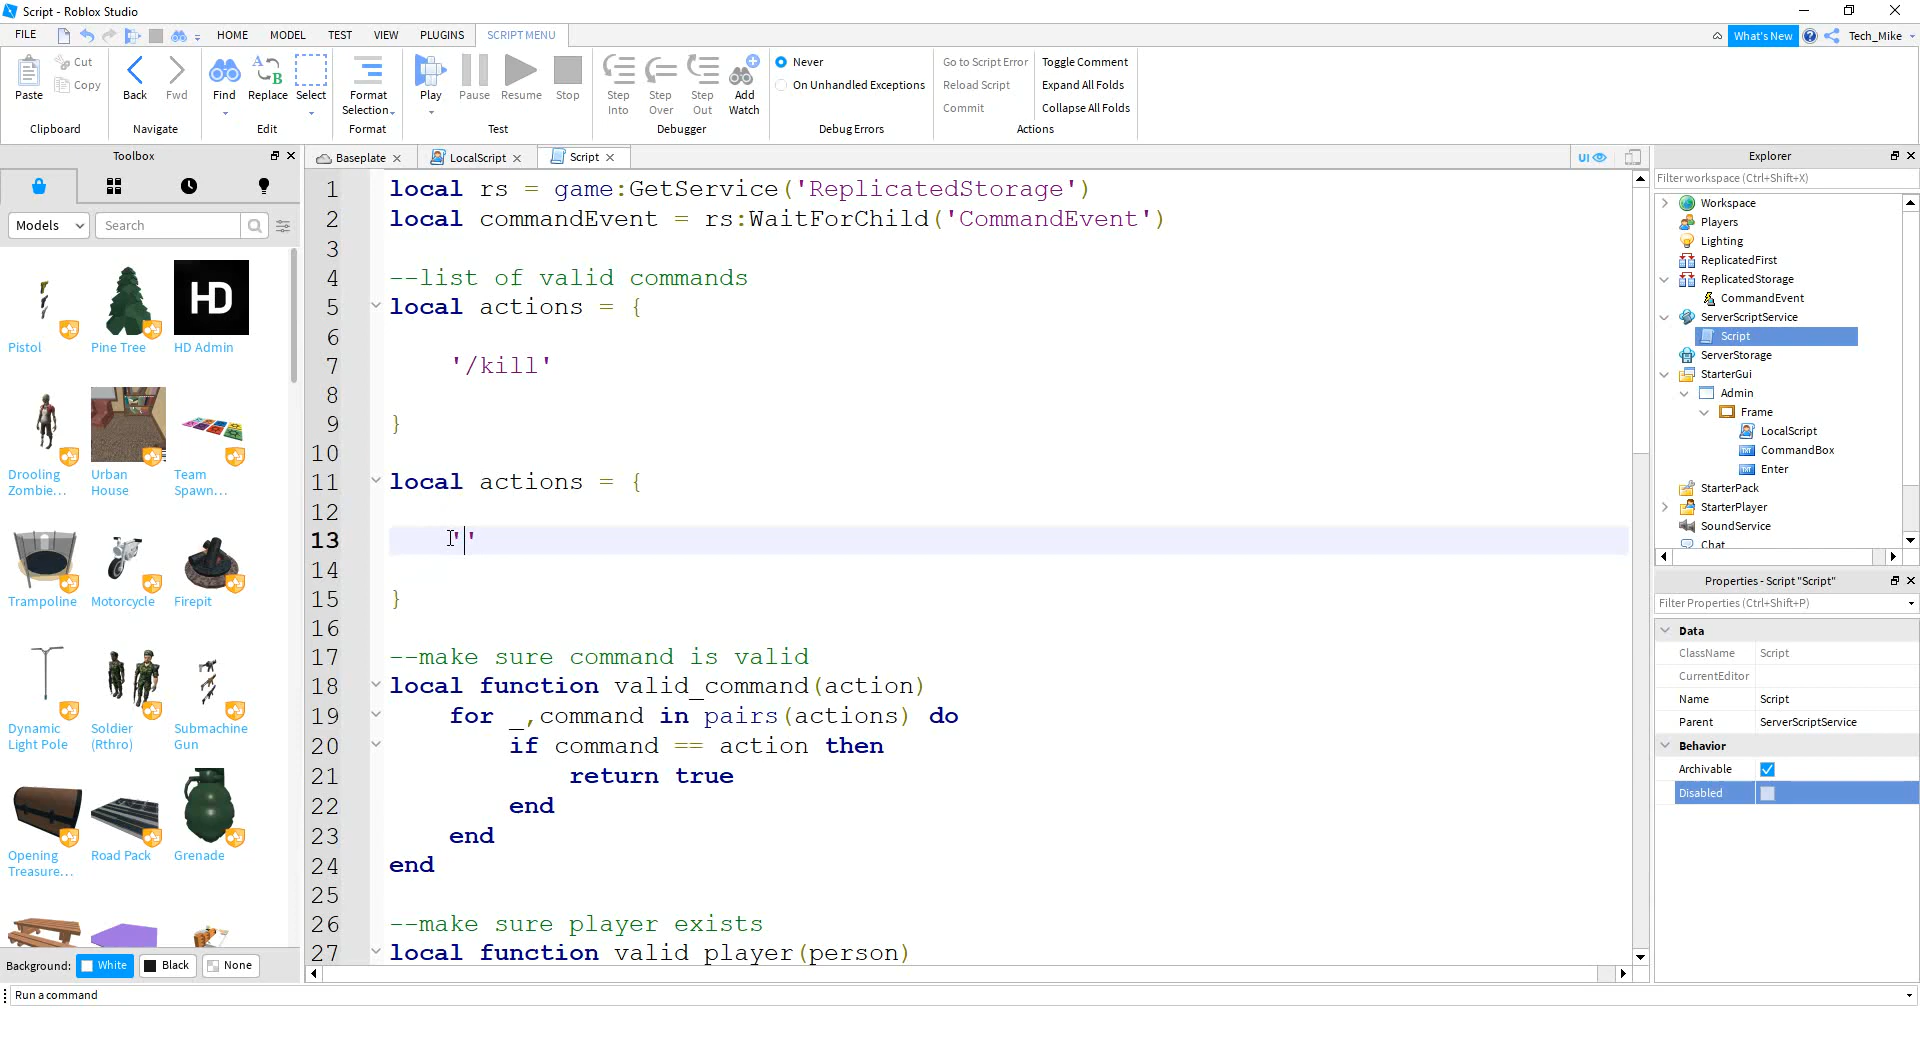 Script - Roblox Studio
FILE
HOME
MODEL
TEST
VIEW
PLUGINS
SCRIPT MENU
What's New
Tech_Mike
Paste
Cut
Copy
Clipboard
Back
Fwd
Navigate
Find
Replace
Select
Edit
Format
Selection
Format
Play
Pause
Resume
Stop
Test
Step
Into
Step
Over
Step
Out
Add
Watch
Debugger
Never
On Unhandled Exceptions
Debug Errors
Go to Script Error
Reload Script
Commit
Toggle Comment
Expand All Folds
Collapse All Folds
Actions
Toolbox
Models
Search
Pistol
Pine Tree
HD
HD Admin
Drooling
Zombie...
Urban
House
Team
Spawn...
Trampoline
Motorcycle
Firepit
Dynamic
Light Pole
Soldier
(Rthro)
Submachine
Gun
Opening
Treasure...
Road Pack
Grenade
Background:
White
Black
None
Run a command
Baseplate
LocalScript
Script
UI
1 local rs = game:GetService('ReplicatedStorage')
2 local commandEvent = rs:WaitForChild('CommandEvent')
3
4 --list of valid commands
5 local actions = {
6
7 '/kill'
8
9 }
10
11 local actions = {
12
13 ''
14
15 }
16
17 --make sure command is valid
18 local function valid_command(action)
19 for _,command in pairs(actions) do
20 if command == action then
21 return true
22 end
23 end
24 end
25
26 --make sure player exists
27 local function valid player(person)
Explorer
Filter workspace (Ctrl+Shift+X)
Workspace
Players
Lighting
ReplicatedFirst
ReplicatedStorage
CommandEvent
ServerScriptService
Script
ServerStorage
StarterGui
Admin
Frame
LocalScript
CommandBox
Enter
StarterPack
StarterPlayer
SoundService
Chat
Properties - Script "Script"
Filter Properties (Ctrl+Shift+P)
Data
ClassName Script
CurrentEditor
Name Script
Parent ServerScriptService
Behavior
Archivable
Disabled